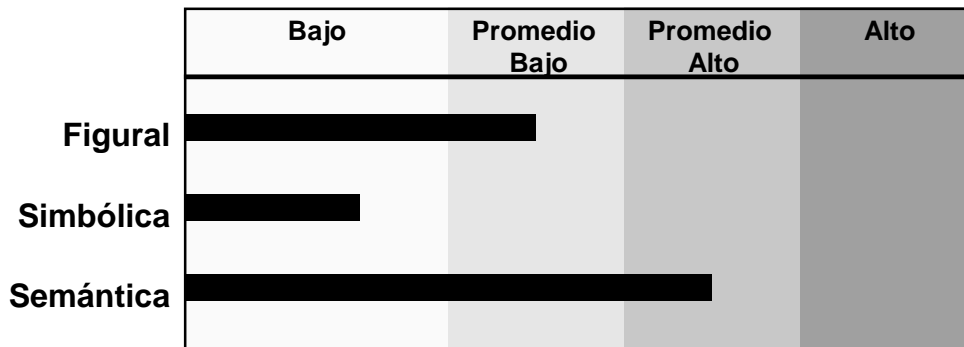 Bajo
Promedio
Bajo
Promedio
Alto
Alto
Figural
Simbólica
Semántica